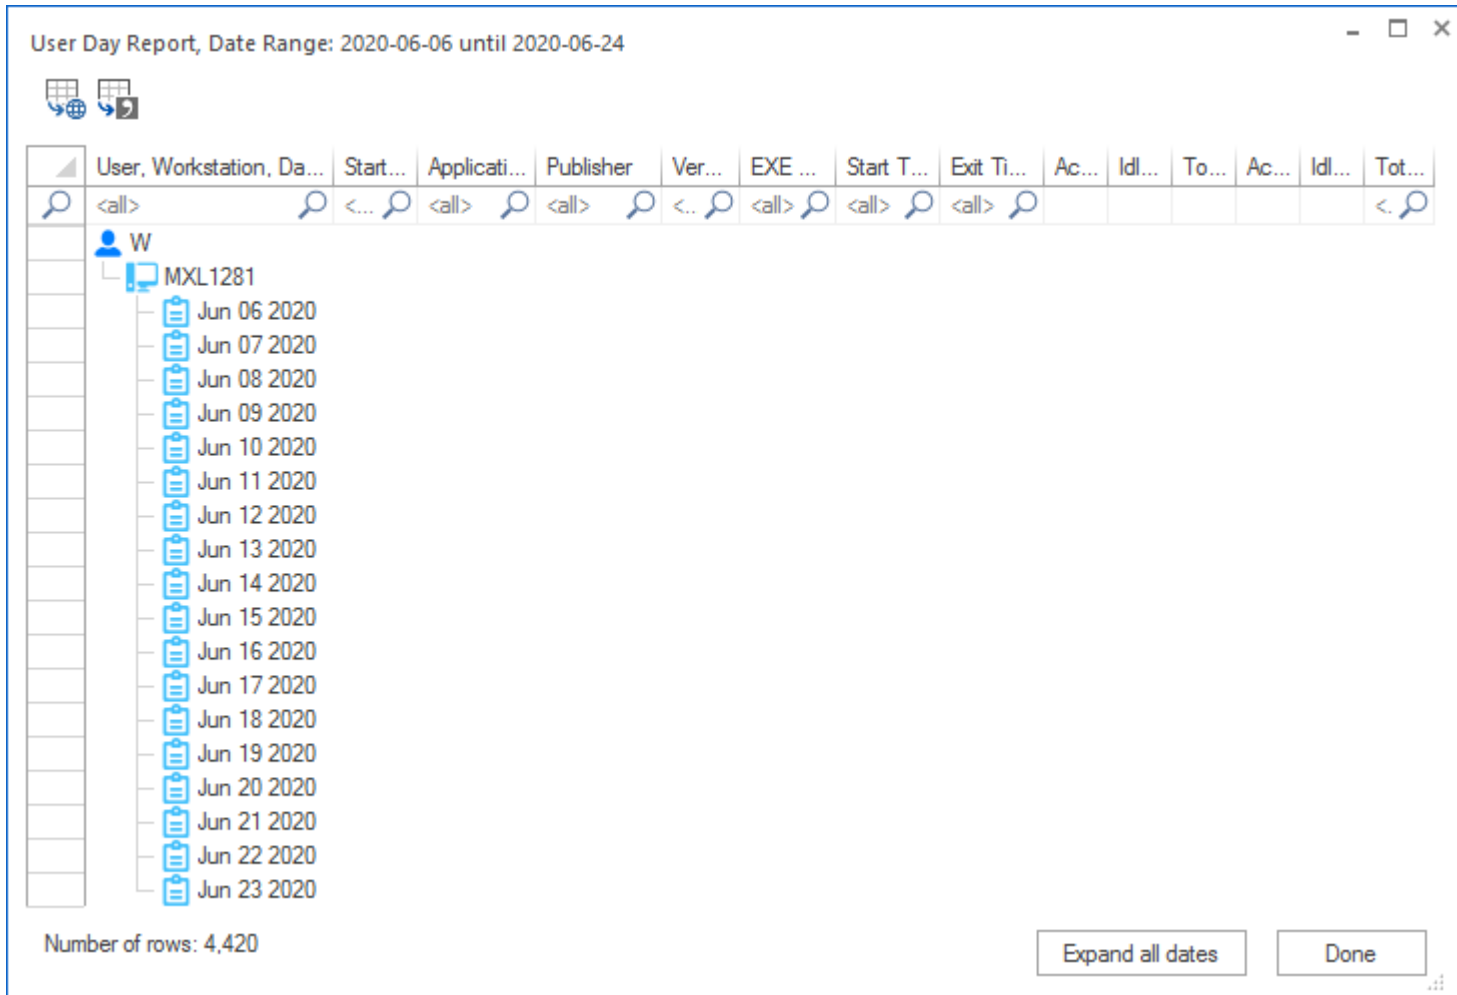 User Day Report, Date Range: 2020-06-06 until 2020-06-24
User, Workstation, Da... Start... Applicati... Publisher Ver... EXE ... Start T... Exit Ti... Ac... Idl... To... Ac... Idl... Tot...
<all> <... <all> <all> <.. <all> <all> <all> <.
W
MXL1281
Jun 06 2020
Jun 07 2020
Jun 08 2020
Jun 09 2020
Jun 10 2020
Jun 11 2020
Jun 12 2020
Jun 13 2020
Jun 14 2020
Jun 15 2020
Jun 16 2020
Jun 17 2020
Jun 18 2020
Jun 19 2020
Jun 20 2020
Jun 21 2020
Jun 22 2020
Jun 23 2020
Number of rows: 4,420
Expand all dates Done